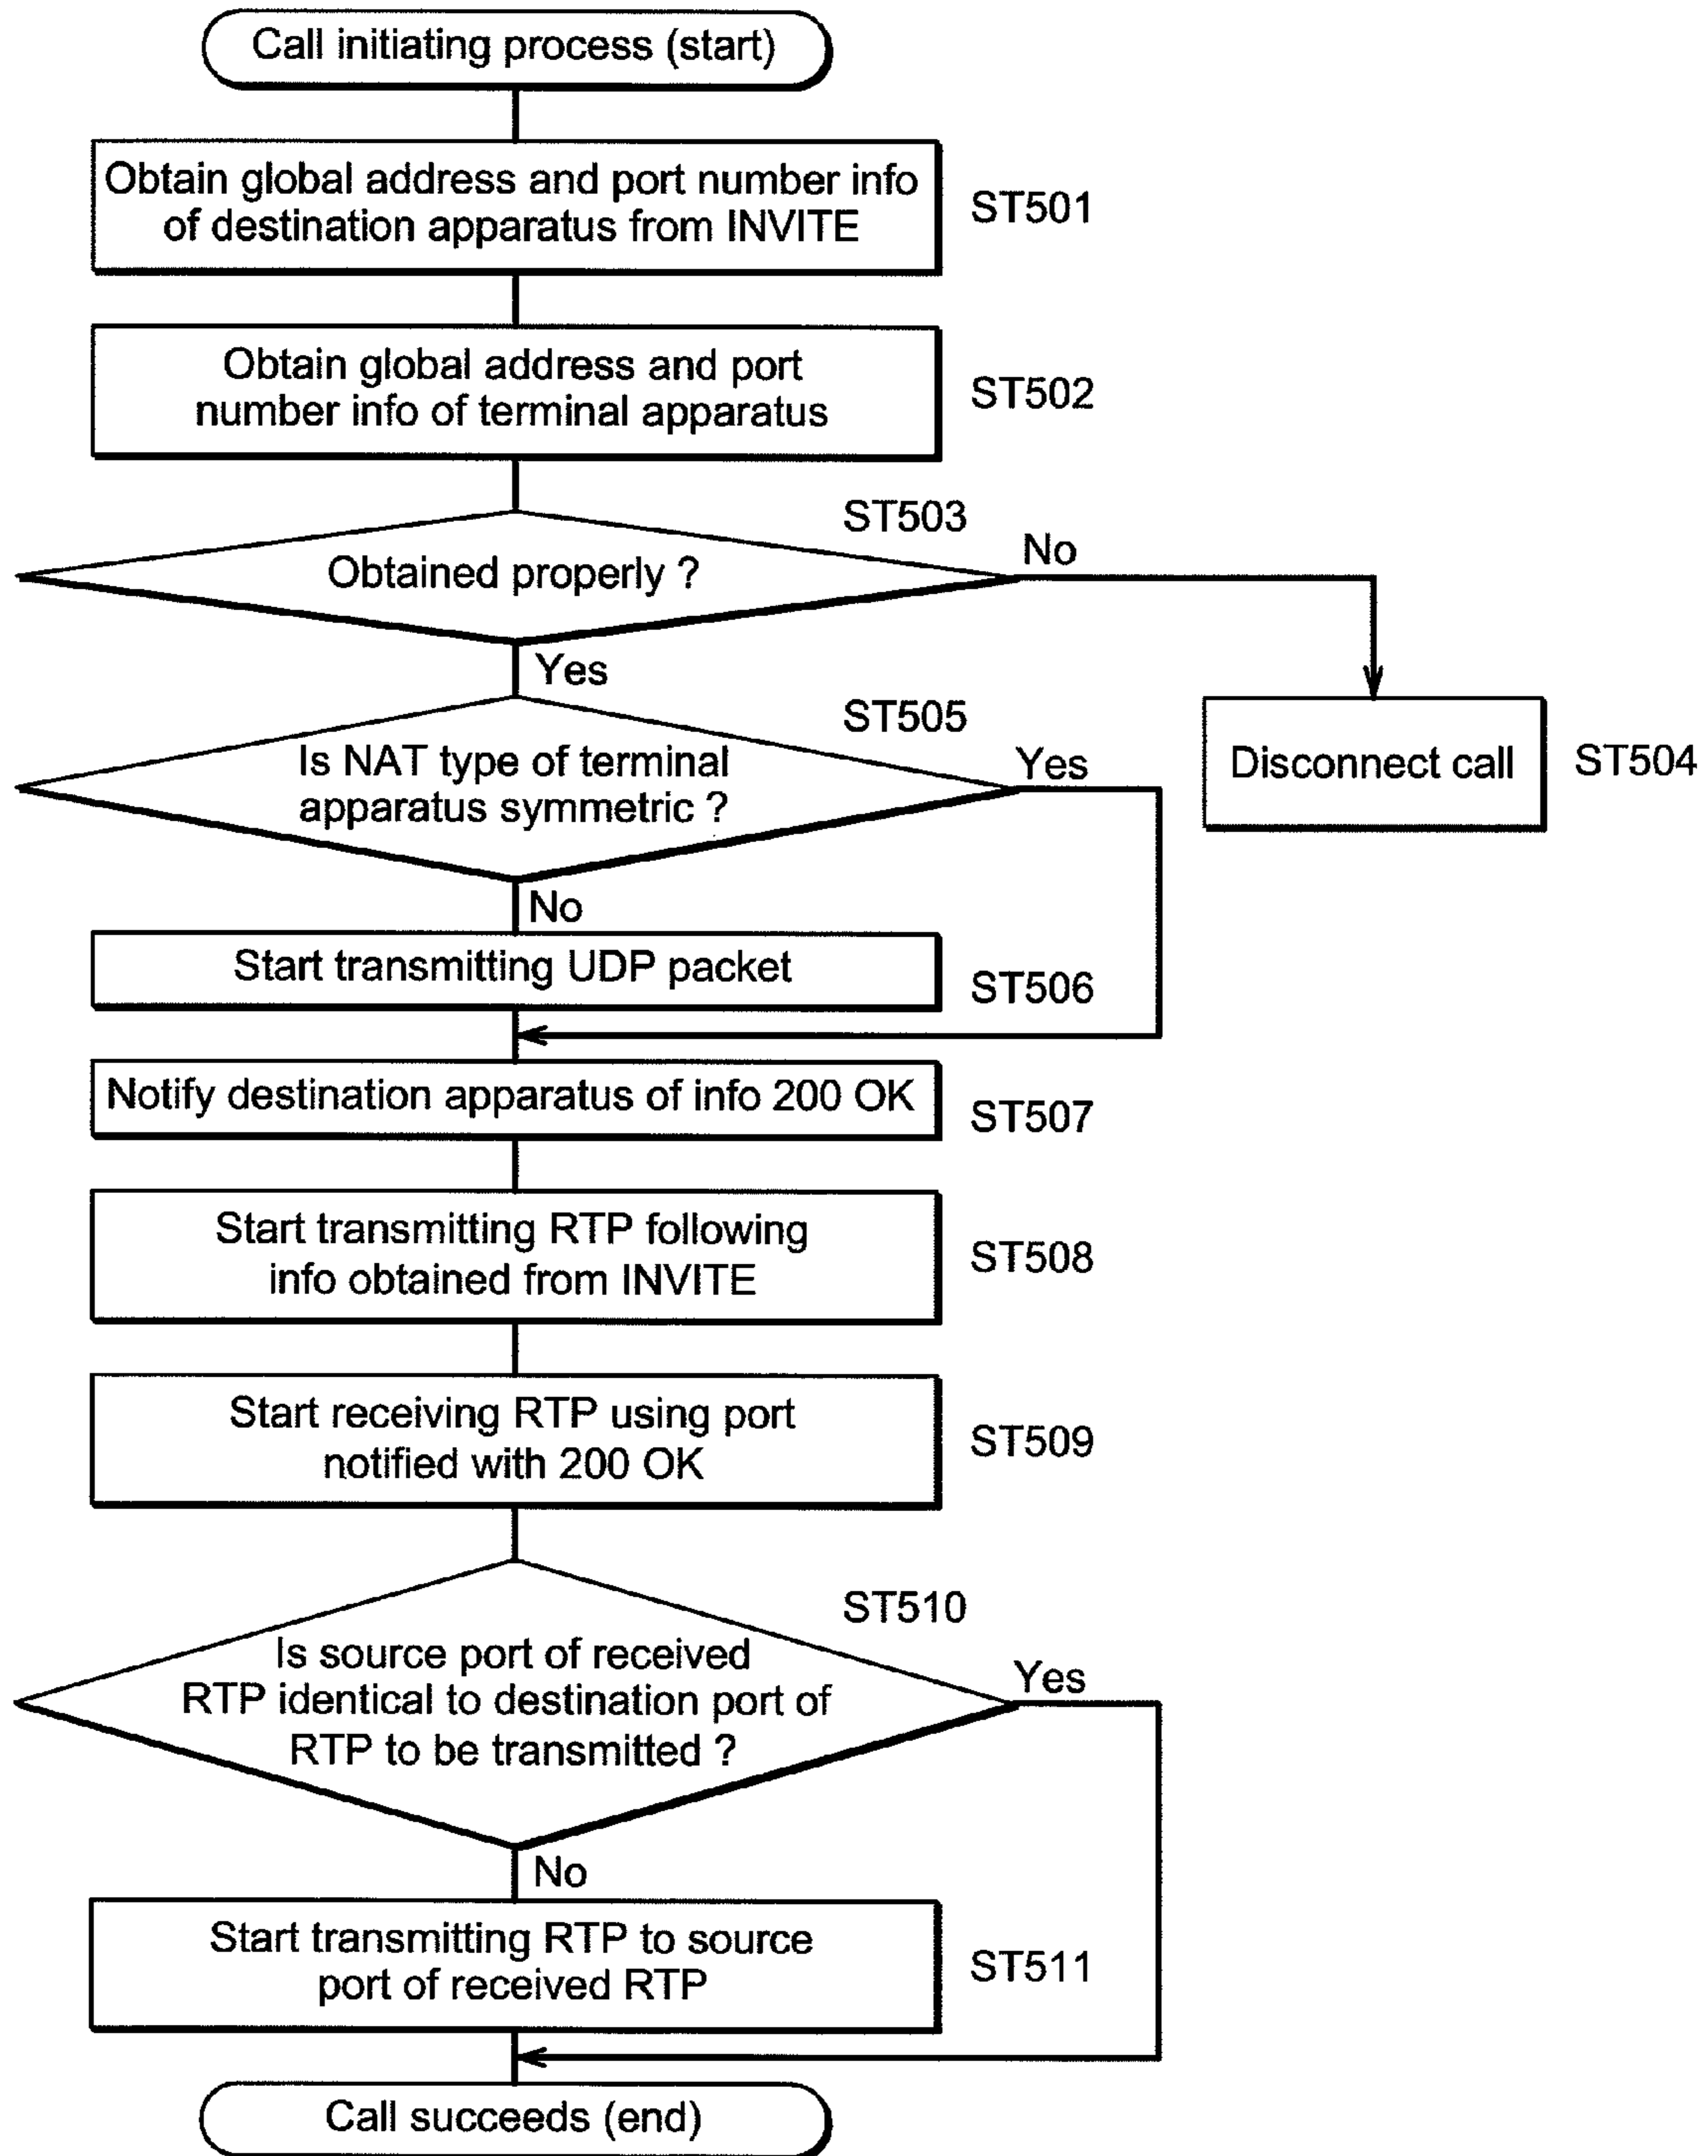 Call initiating process (start)
Obtain global address and port number info
of destination apparatus from INVITE
ST501
Obtain global address and port
number info of terminal apparatus
ST502
ST503
Obtained properly ?
No
Yes
ST505
Is NAT type of terminal
apparatus symmetric ?
Yes
Disconnect call
ST504
No
Start transmitting UDP packet
ST506
Notify destination apparatus of info 200 OK
ST507
Start transmitting RTP following
info obtained from INVITE
ST508
Start receiving RTP using port
notified with 200 OK
ST509
ST510
Is source port of received
RTP identical to destination port of
RTP to be transmitted ?
Yes
No
Start transmitting RTP to source
port of received RTP
ST511
Call succeeds (end)